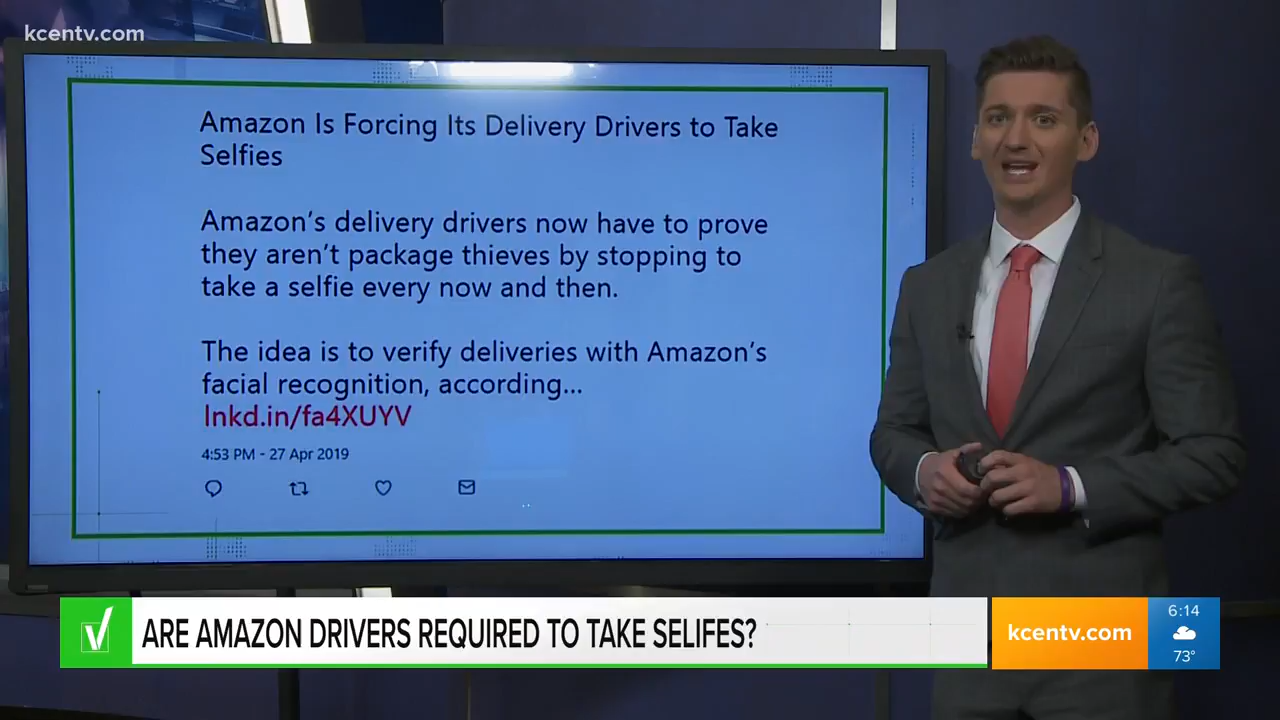 kcentv.com
Amazon Is Forcing Its Delivery Drivers to Take
Selfies
Amazon’s delivery drivers now have to prove
they aren’t package thieves by stopping to
take a selfie every now and then.
The idea is to verify deliveries with Amazon’s
facial recognition, according...
lnkd.in/fa4XUYV
4:53 PM - 27 Apr 2019
ARE AMAZON DRIVERS REQUIRED TO TAKE SELIFES?
kcentv.com
6:14
73°